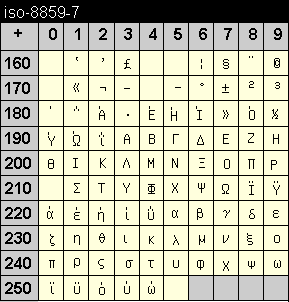 iso-8859-7
+ 0 1 2 3 4 5 6 7 8 9
160 ‘ ’ £ ¦ § ¨ ©
170 « ¬ - ― ° ± ² ³
180 ΄ ΅ Ά · Έ Ή Ί » Ό ½
190 Ύ Ώ ΐ Α Β Γ Δ Ε Ζ Η
200 Θ Ι Κ Λ Μ Ν Ξ Ο Π Ρ
210 Σ Τ Υ Φ Χ Ψ Ω Ϊ Ϋ
220 ά έ ή ί ΰ α β γ δ ε
230 ζ η θ ι κ λ μ ν ξ ο
240 π ρ ς σ τ υ φ χ ψ ω
250 ϊ ϋ ό ύ ώ